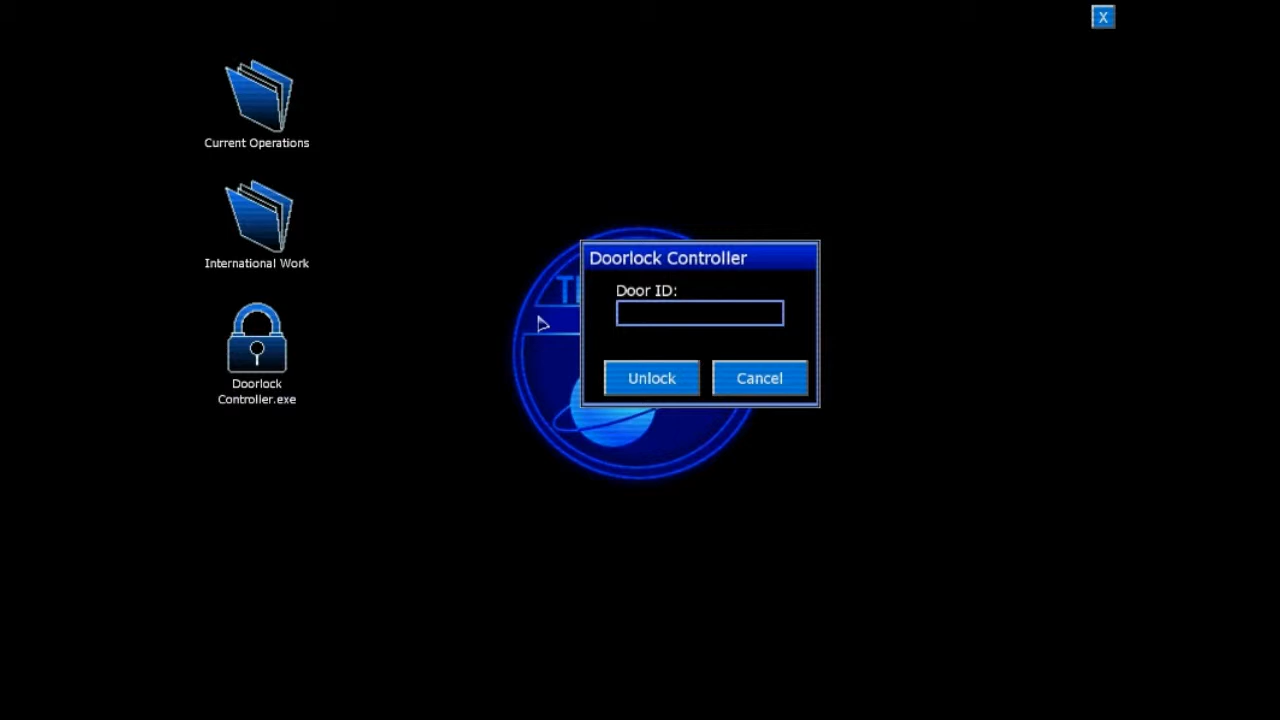 X
Current Operations
International Work
Doorlock
Controller.exe
Doorlock Controller
Door ID:
Unlock
Cancel